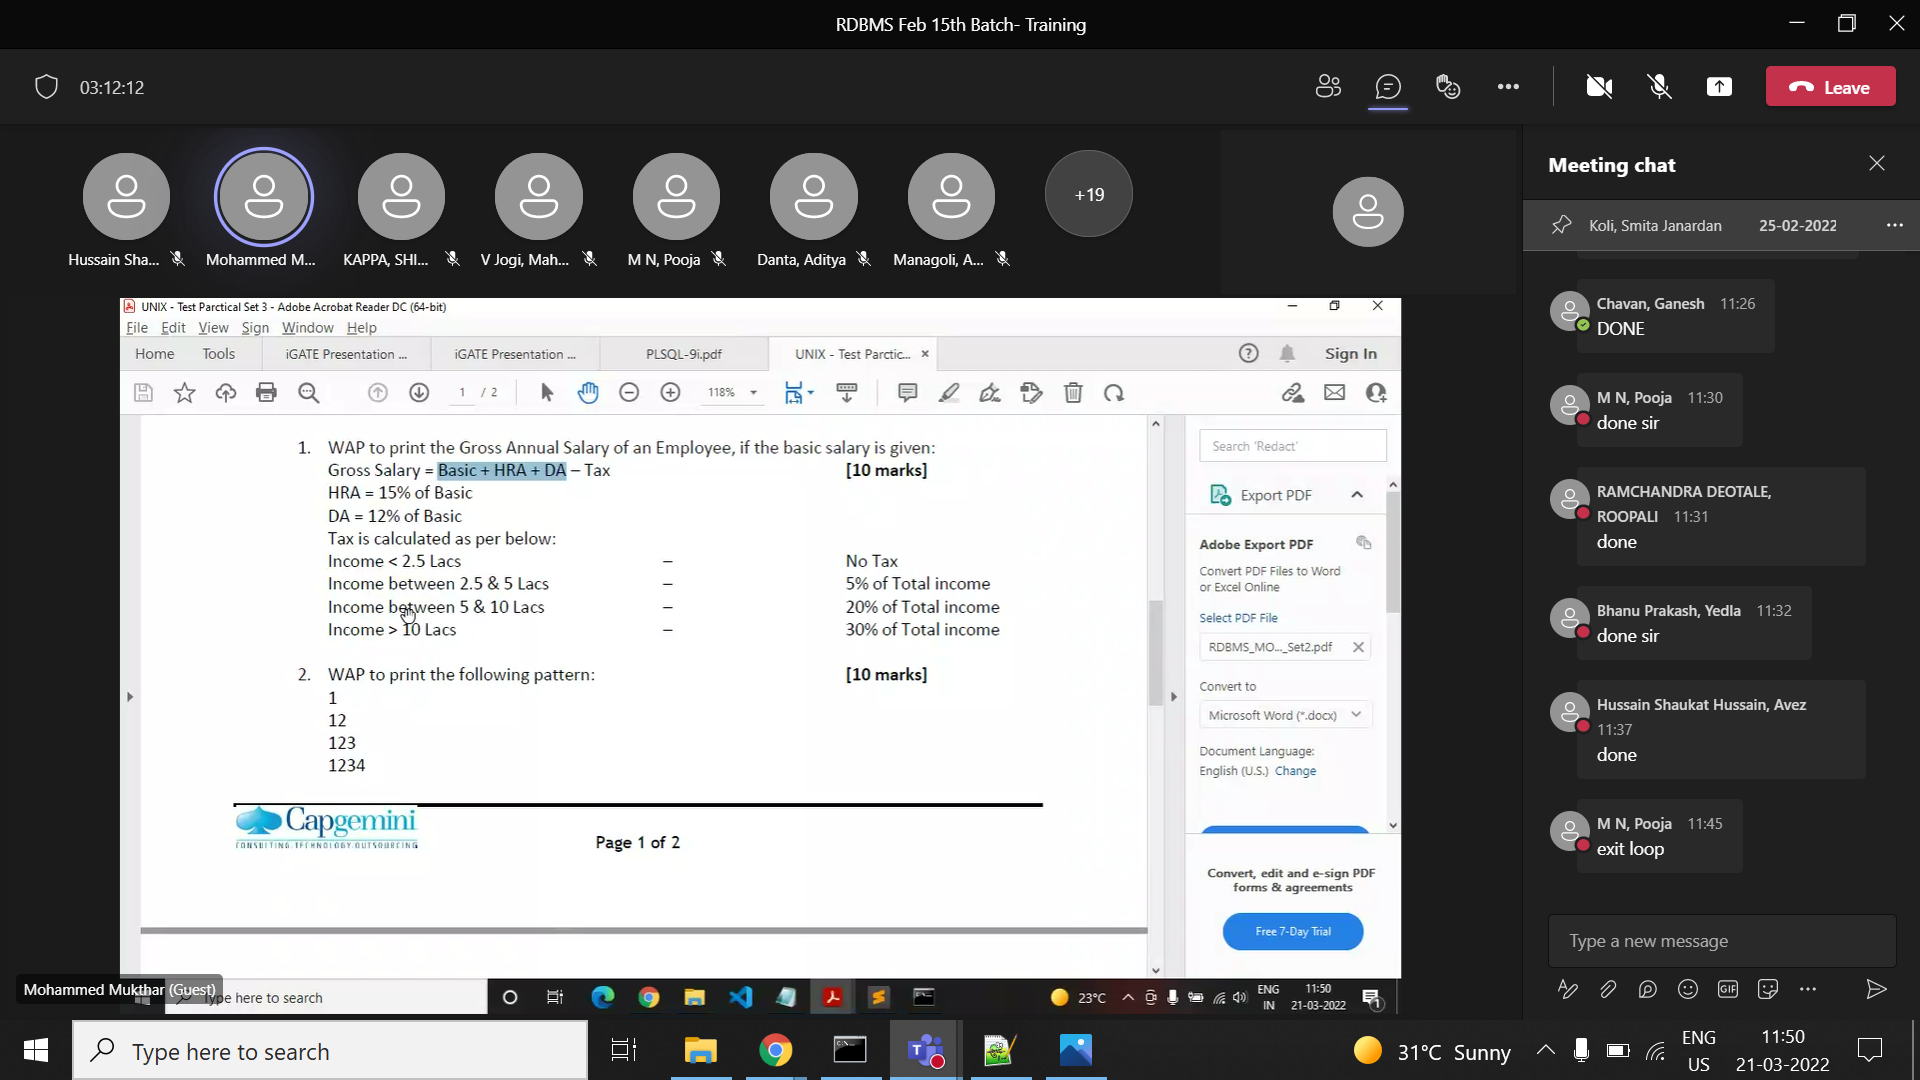 RDBMS Feb 15th Batch- Training
03:12:12
Leave
Hussain Sha...
Mohammed M...
KAPPA, SHI...
V Jogi, Mah...
M N, Pooja
Danta, Aditya
Managoli, A...
+19
Meeting chat
Koli, Smita Janardan 25-02-2022
Chavan, Ganesh 11:26
DONE
M N, Pooja 11:30
done sir
RAMCHANDRA DEOTALE,
ROOPALI 11:31
done
Bhanu Prakash, Yedla 11:32
done sir
Hussain Shaukat Hussain, Avez
11:37
done
M N, Pooja 11:45
exit loop
Type a new message
GIF
UNIX - Test Parctical Set 3 - Adobe Acrobat Reader DC (64-bit)
File Edit View Sign Window Help
Home Tools iGATE Presentation ... iGATE Presentation ... PLSQL-9i.pdf UNIX - Test Parctic... Sign In
1 / 2 118%
1. WAP to print the Gross Annual Salary of an Employee, if the basic salary is given:
Gross Salary = Basic + HRA + DA – Tax [10 marks]
HRA = 15% of Basic
DA = 12% of Basic
Tax is calculated as per below:
Income < 2.5 Lacs – No Tax
Income between 2.5 & 5 Lacs – 5% of Total income
Income between 5 & 10 Lacs – 20% of Total income
Income > 10 Lacs – 30% of Total income
2. WAP to print the following pattern: [10 marks]
1
12
123
1234
Capgemini
CONSULTING.TECHNOLOGY.OUTSOURCING
Page 1 of 2
Search 'Redact'
Export PDF
Adobe Export PDF
Convert PDF Files to Word
or Excel Online
Select PDF File
RDBMS_MO..._Set2.pdf
Convert to
Microsoft Word (*.docx)
Document Language:
English (U.S.) Change
Convert, edit and e-sign PDF
forms & agreements
Free 7-Day Trial
Mohammed Mukthar (Guest)
Type here to search
23°C
ENG
IN
11:50
21-03-2022
1
Type here to search
31°C Sunny
ENG
US
11:50
21-03-2022